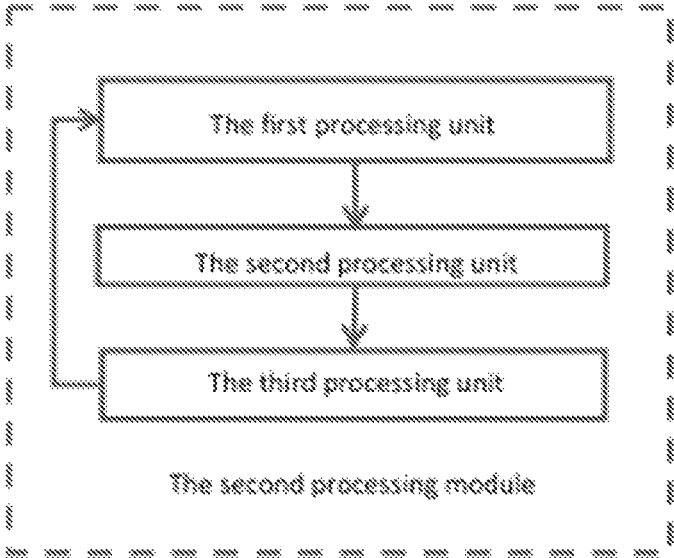 The first processing unit
The second processing unit
The third processing unit
The second processing module